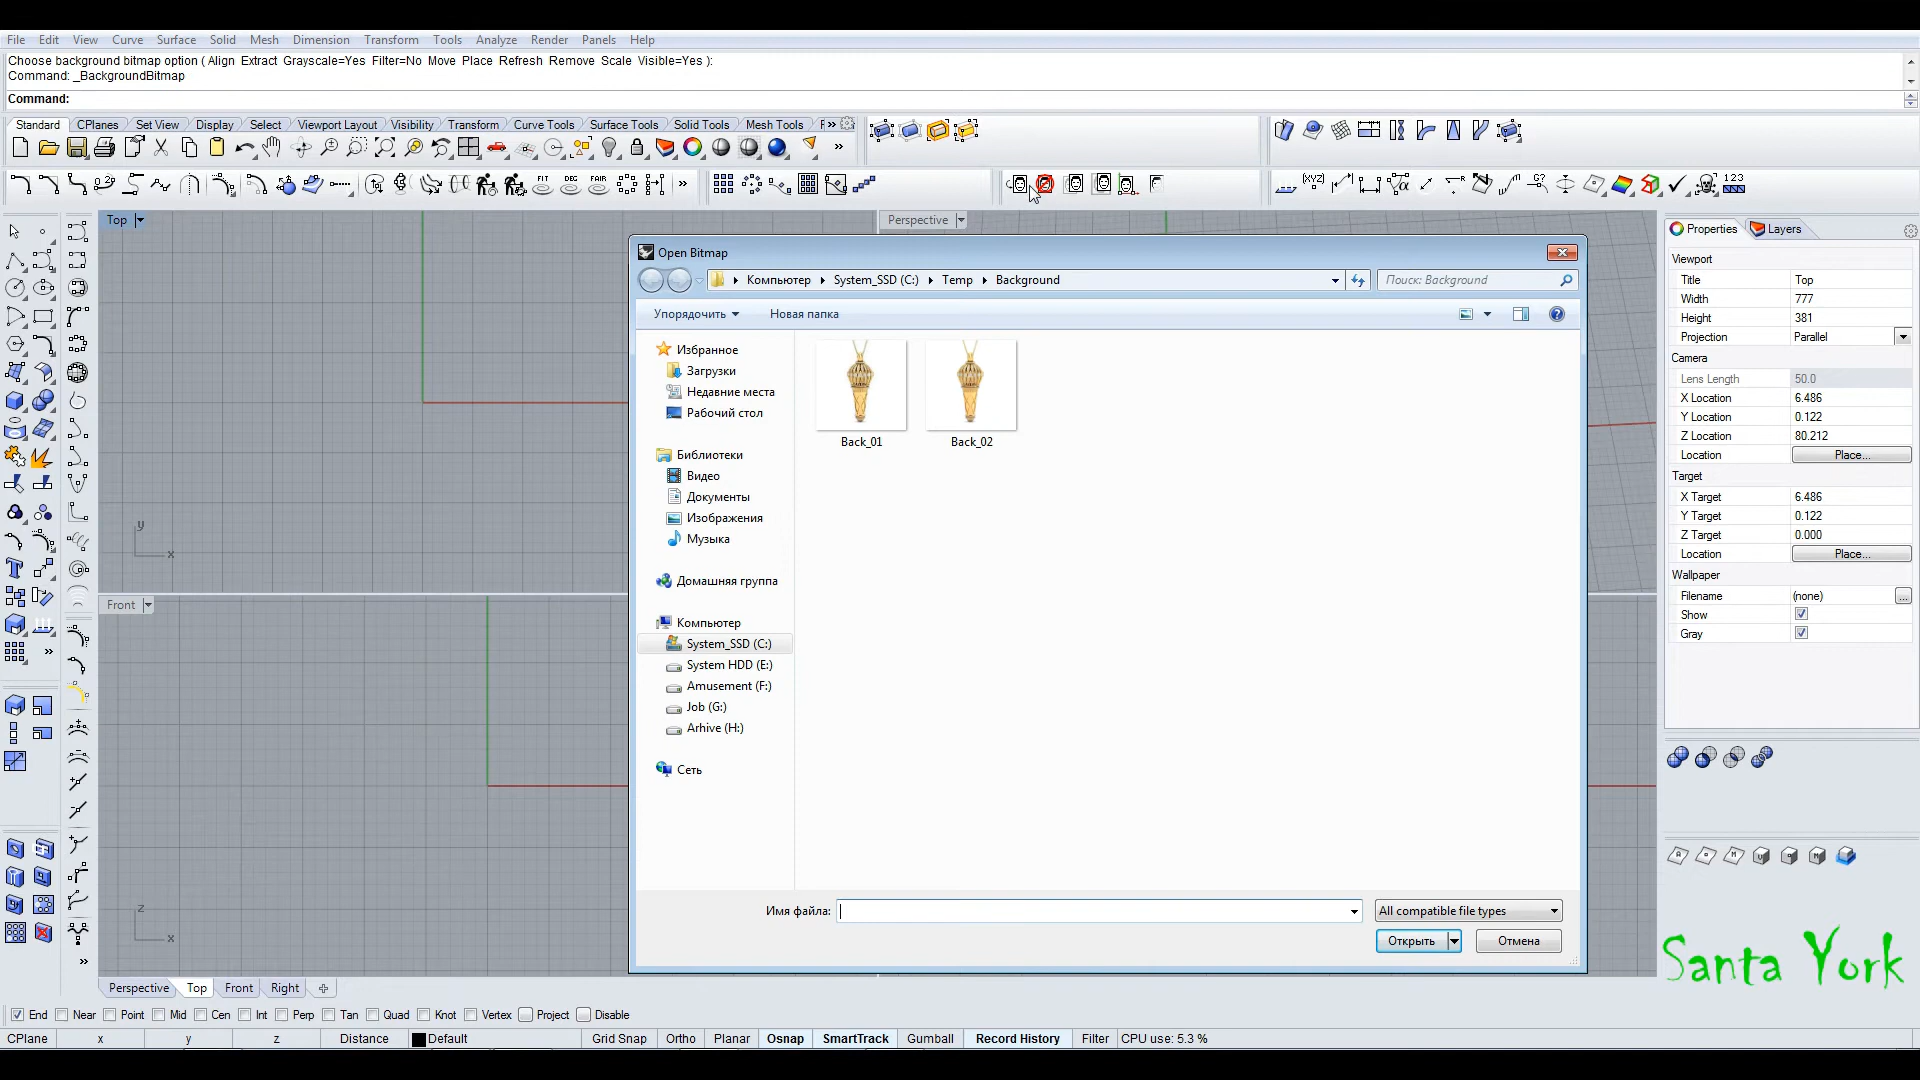 File Edit View Curve Surface Solid Mesh Dimension Transform Tools Analyze Render Panels Help
Choose background bitmap option ( Align Extract Grayscale=Yes Filter=No Move Place Refresh Remove Scale Visible=Yes ):
Command: _BackgroundBitmap
Command:
Standard CPlanes Set View Display Select Viewport Layout Visibility Transform Curve Tools Surface Tools Solid Tools Mesh Tools
FIT DEG FAIR
(XYZ) G? 123
Top Perspective
Front
Properties Layers
Viewport
Title Top
Width 777
Height 381
Projection Parallel
Camera
Lens Length 50.0
X Location 6.486
Y Location 0.122
Z Location 80.212
Location Place...
Target
X Target 6.486
Y Target 0.122
Z Target 0.000
Location Place...
Wallpaper
Filename (none) ...
Show
Gray
Open Bitmap
Компьютер System_SSD (C:) Temp Background
Поиск: Background
Упорядочить Новая папка
Избранное
Загрузки
Недавние места
Рабочий стол
Библиотеки
Видео
Документы
Изображения
Музыка
Домашняя группа
Компьютер
System_SSD (C:)
System HDD (E:)
Amusement (F:)
Job (G:)
Arhive (H:)
Сеть
Back_01 Back_02
Имя файла: All compatible file types
Открыть Отмена
y
x
z
x
Santa York
Perspective Top Front Right
End Near Point Mid Cen Int Perp Tan Quad Knot Vertex Project Disable
CPlane x y z Distance Default Grid Snap Ortho Planar Osnap SmartTrack Gumball Record History Filter CPU use: 5.3 %